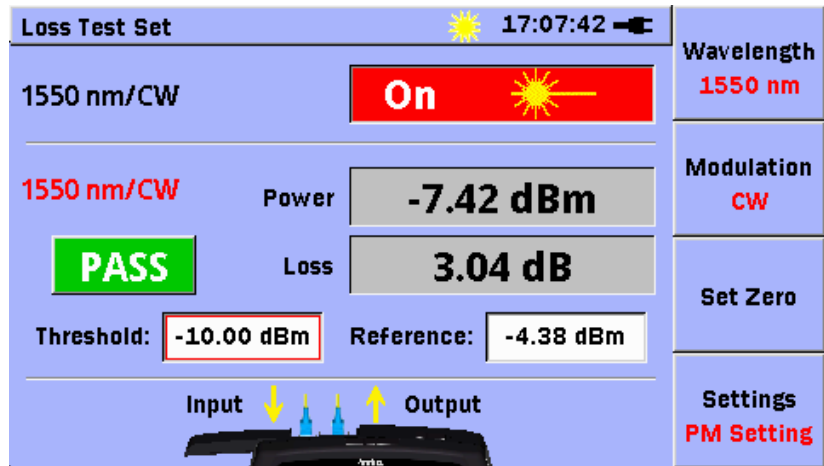 Loss Test Set
17:07:42
1550 nm/CW
On
1550 nm/CW
Power
-7.42 dBm
PASS
Loss
3.04 dB
Threshold:
-10.00 dBm
Reference:
-4.38 dBm
Input
Output
Wavelength
1550 nm
Modulation
CW
Set Zero
Settings
PM Setting